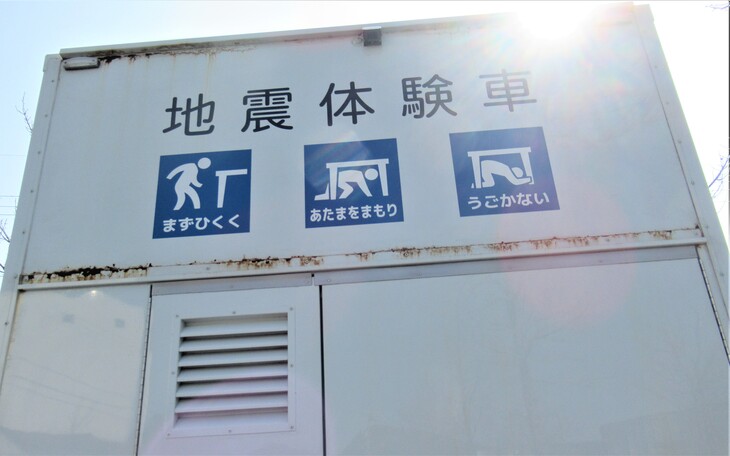 地震体験車
まずひくく
あたまをまもり
うごかない